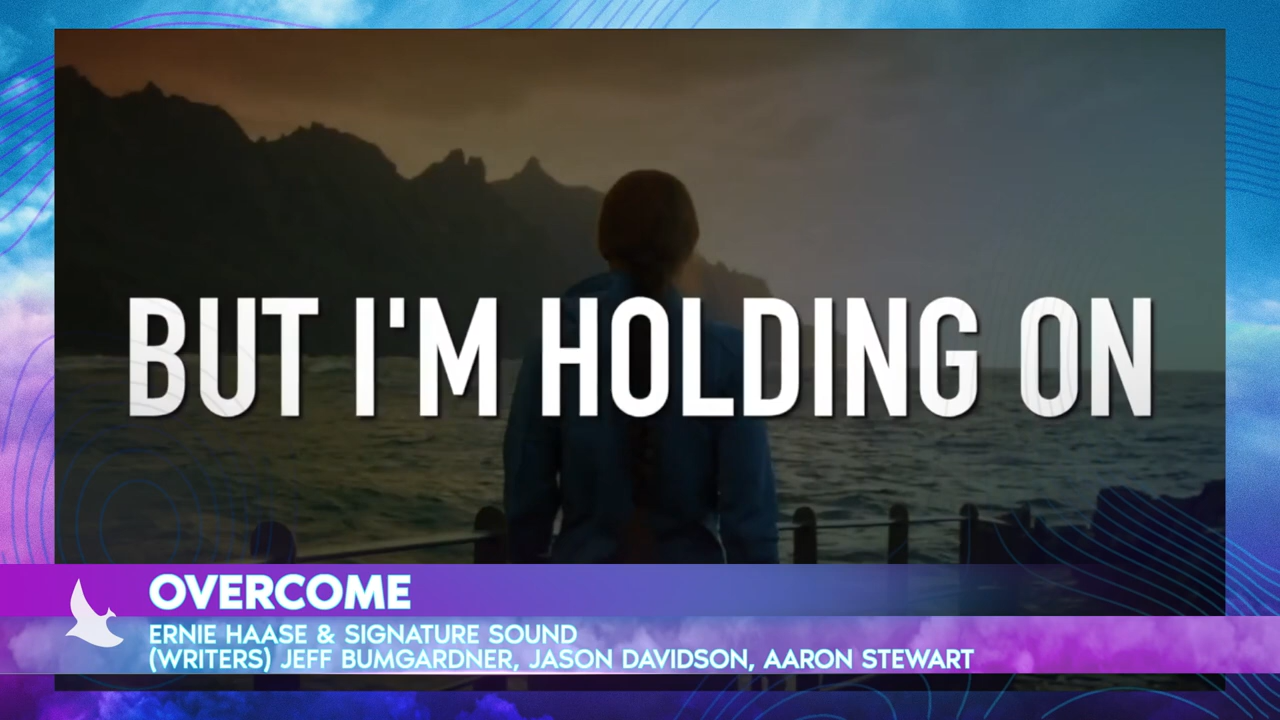 BUT I'M HOLDING ON
OVERCOME
ERNIE HAASE & SIGNATURE SOUND
(WRITERS) JEFF BUMGARDNER, JASON DAVIDSON, AARON STEWART